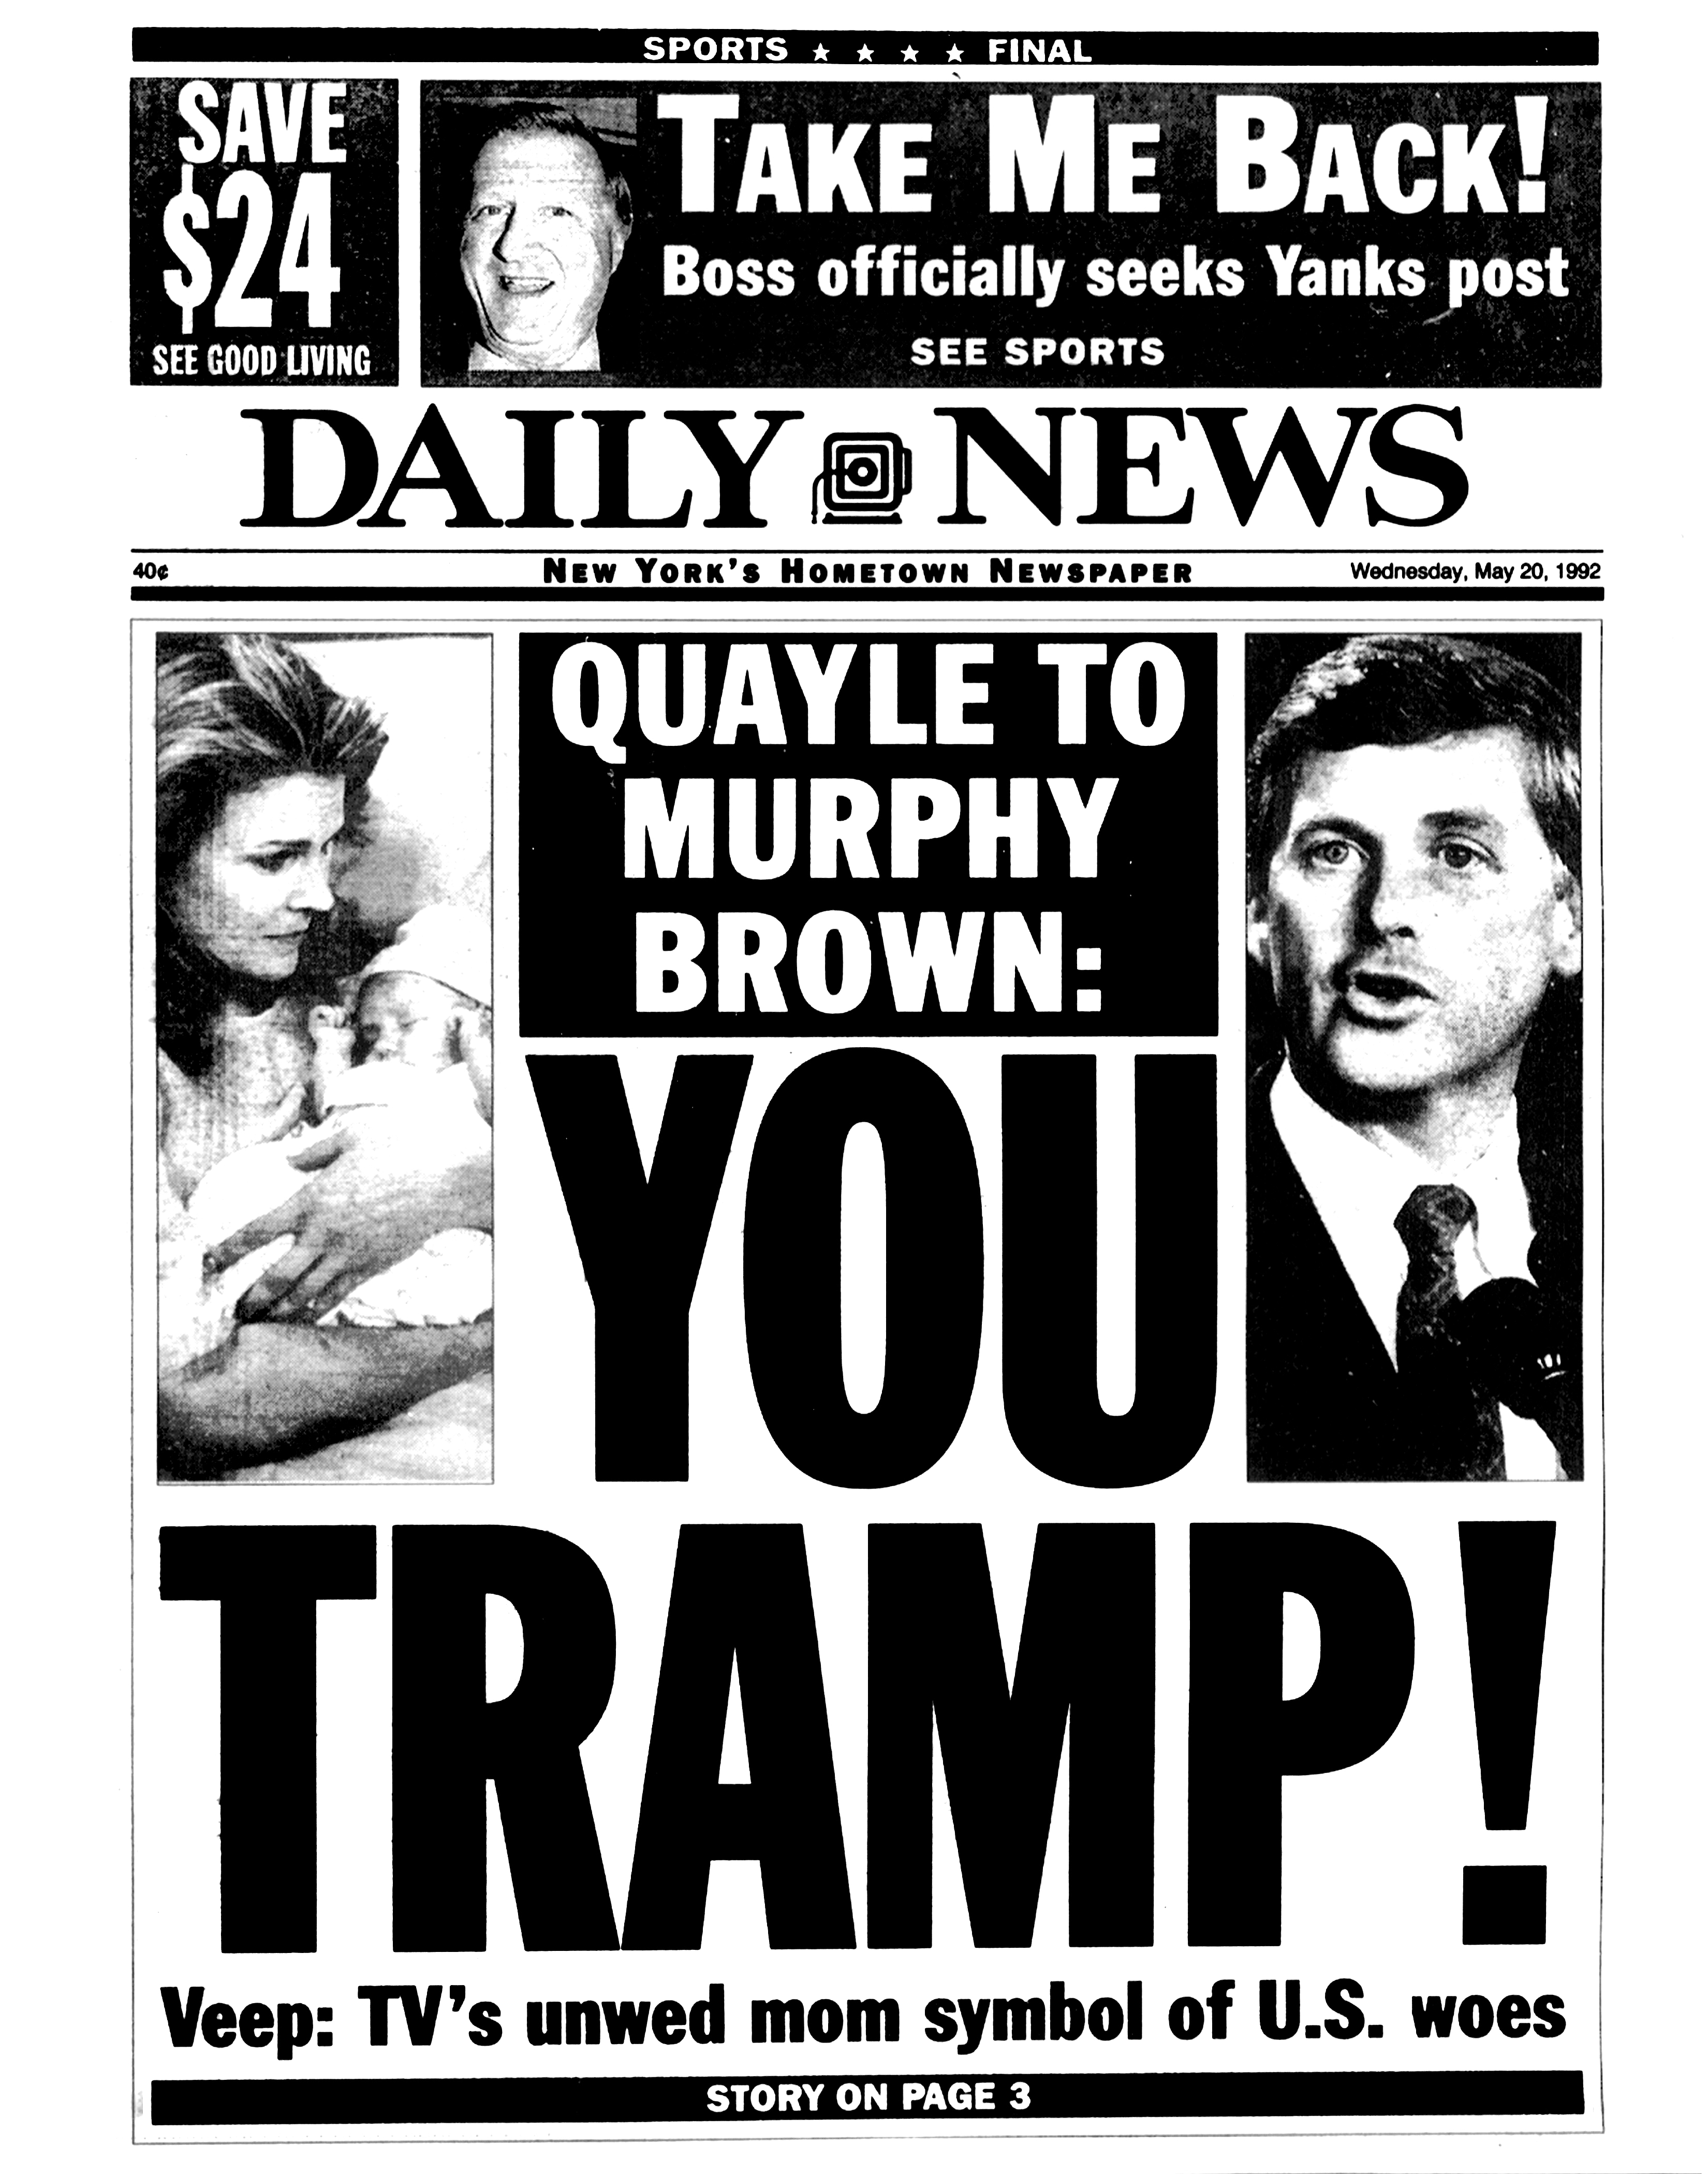 SPORTS ★ ★ ★ ★ FINAL
SAVE
$24
SEE GOOD LIVING
TAKE ME BACK!
Boss officially seeks Yanks post
SEE SPORTS
DAILY NEWS
40¢ NEW YORK'S HOMETOWN NEWSPAPER Wednesday, May 20, 1992
QUAYLE TO
MURPHY
BROWN:
YOU
TRAMP!
Veep: TV's unwed mom symbol of U.S. woes
STORY ON PAGE 3